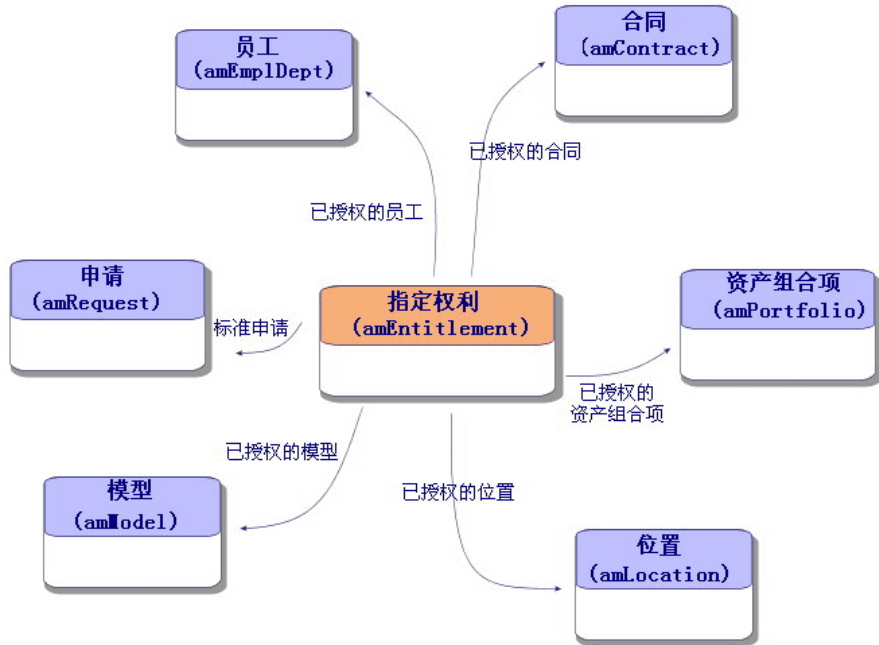 员工
(amEmplDept)
合同
(amContract)
已授权的合同
已授权的员工
申请
(amRequest)
标准申请
指定权利
(amEntitlement)
资产组合项
(amPortfolio)
已授权的
资产组合项
已授权的模型
模型
(amModel)
已授权的位置
位置
(amLocation)